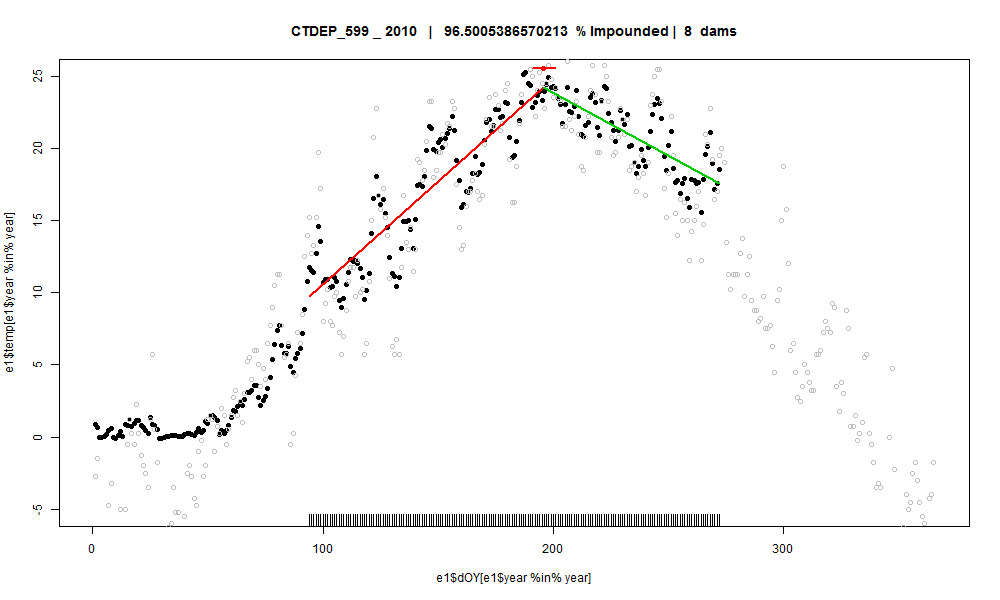 CTDEP_599 _ 2010 | 96.5005386570213 % Impounded | 8 dams
e1$temp[e1$year %in% year]
25
20
15
10
5
0
-5
0 100 200 300
e1$dOY[e1$year %in% year]